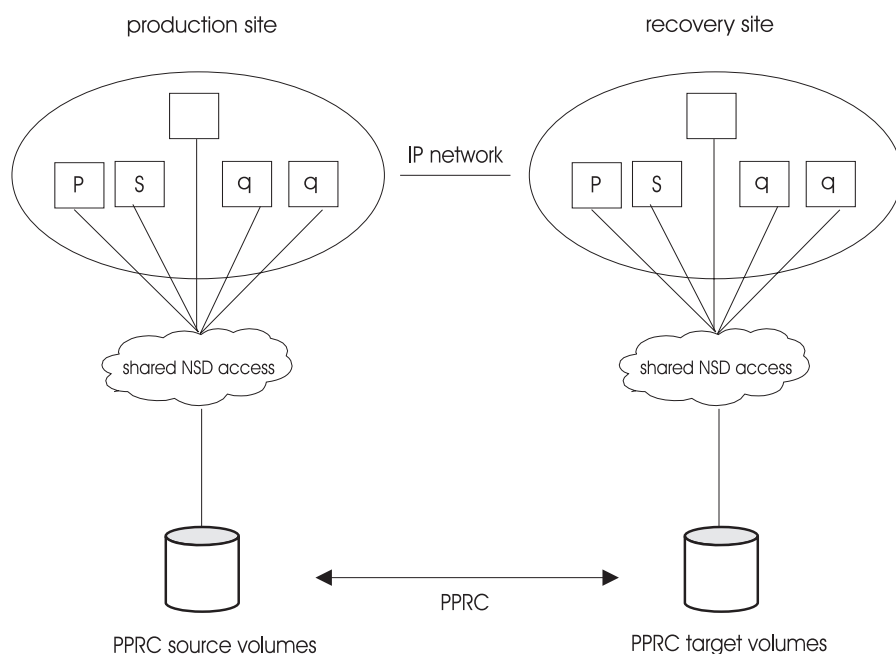 production site
recovery site
IP network
P
S
q
q
P
S
q
q
shared NSD access
shared NSD access
PPRC
PPRC source volumes
PPRC target volumes